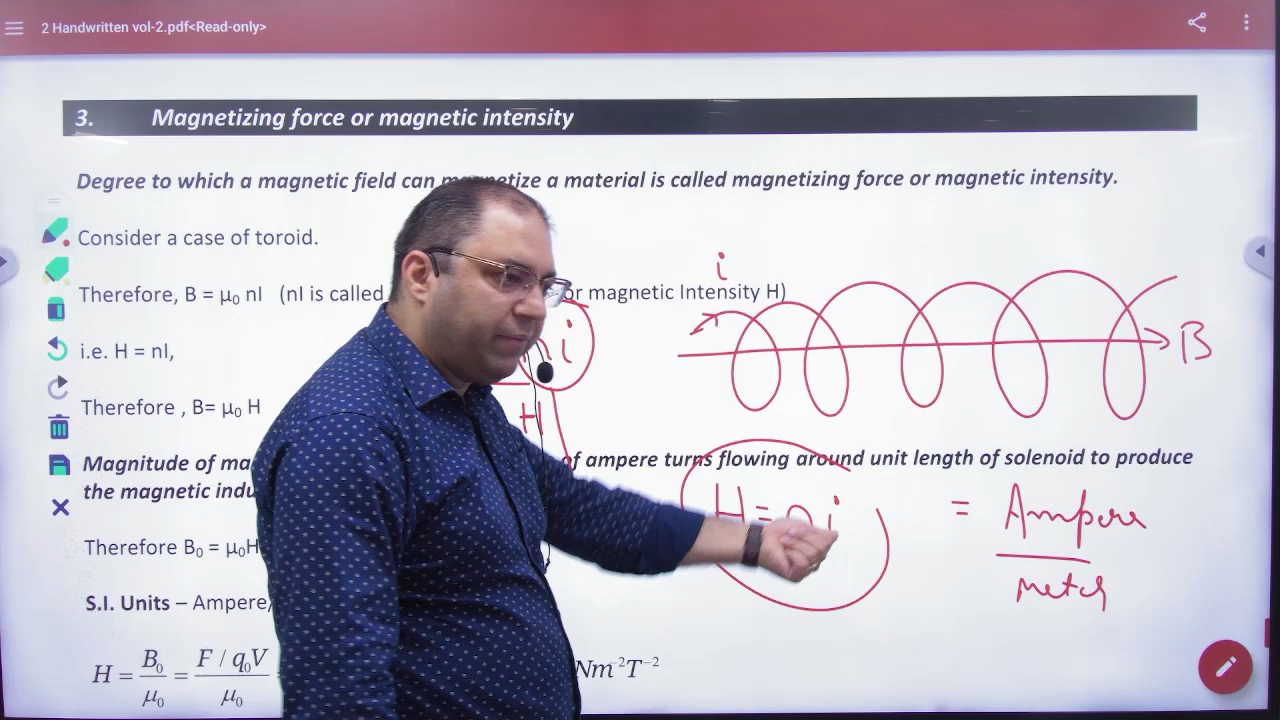 2 Handwritten vol-2.pdf<Read-only>
3. Magnetizing force or magnetic intensity
Degree to which a magnetic field can magnetize a material is called magnetizing force or magnetic intensity.
Consider a case of toroid.
i
Therefore, B = μ₀ nI (nI is called or magnetic Intensity H)
i
B
i.e. H = nI,
Therefore , B= μ₀ H
H
Magnitude of ma of ampere turns flowing around unit length of solenoid to produce
the magnetic indu
H = n i = Ampere
Therefore B₀ = μ₀H
S.I. Units – Ampere/
H = B₀/μ₀ = (F / q₀V)/μ₀ Nm⁻²T⁻²